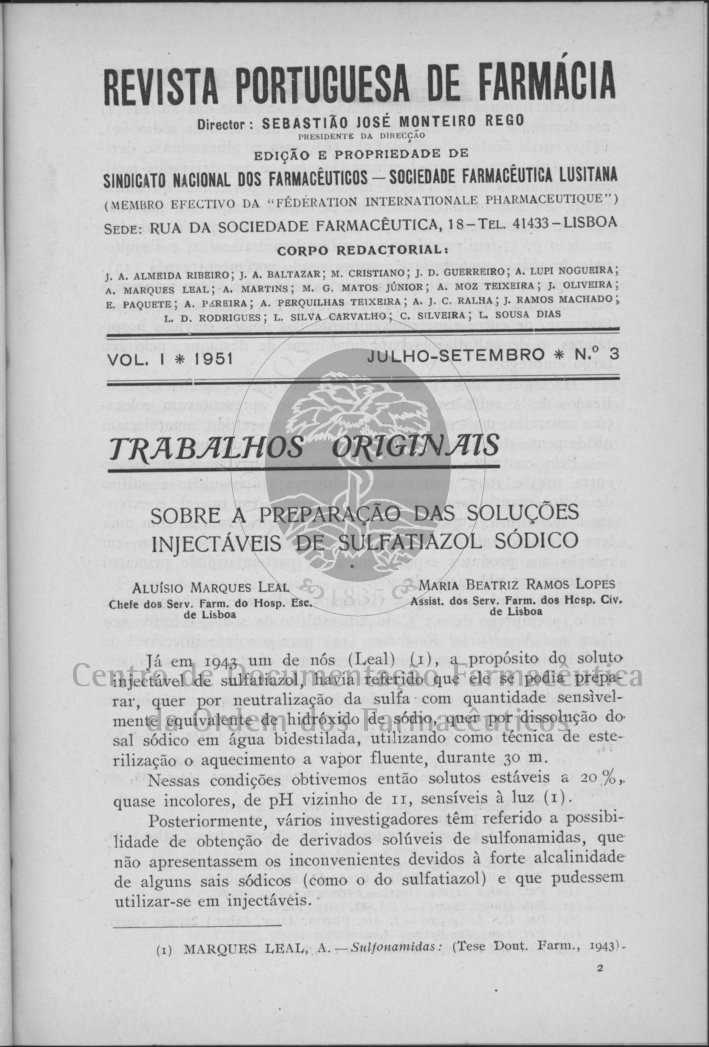 REVISTA PORTUGUESA DE FARMÁCIA
Director: SEBASTIÃO JOSÉ MONTEIRO REGO
PRESIDENTE DA DIRECÇÃO
EDIÇÃO E PROPRIEDADE DE
SINDICATO NACIONAL DOS FARMACÊUTICOS — SOCIEDADE FARMACÊUTICA LUSITANA
(MEMBRO EFECTIVO DA "FÉDÉRATION INTERNATIONALE PHARMACEUTIQUE")
SEDE: RUA DA SOCIEDADE FARMACÊUTICA, 18 – TEL. 41433 – LISBOA
CORPO REDACTORIAL:
J. A. ALMEIDA RIBEIRO; J. A. BALTAZAR; M. CRISTIANO; J. D. GUERREIRO; A. LUPI NOGUEIRA;
A. MARQUES LEAL; A. MARTINS; M. G. MATOS JÚNIOR; A. MOZ TEIXEIRA; J. OLIVEIRA;
E. PAQUETE; A. PEREIRA; A. PERQUILHAS TEIXEIRA; A. J. C. RALHA; J. RAMOS MACHADO;
L. D. RODRIGUES; L. SILVA CARVALHO; C. SILVEIRA; L. SOUSA DIAS
VOL. I * 1951 JULHO-SETEMBRO * N.º 3
TRABALHOS ORIGINAIS
SOBRE A PREPARAÇÃO DAS SOLUÇÕES
INJECTÁVEIS DE SULFATIAZOL SÓDICO
ALUÍSIO MARQUES LEAL
Chefe dos Serv. Farm. do Hosp. Esc.
de Lisboa
MARIA BEATRIZ RAMOS LOPES
Assist. dos Serv. Farm. dos Hosp. Civ.
de Lisboa
1835
Já em 1943 um de nós (Leal) (1), a propósito do soluto
Centro de Documentação Farmacêutica
injectável de sulfatiazol, havia referido que ele se podia prepa-
rar, quer por neutralização da sulfa com quantidade sensivel-
da Ordem dos Farmacêuticos
mente equivalente de hidróxido de sódio, quer por dissolução do
sal sódico em água bidestilada, utilizando como técnica de este-
rilização o aquecimento a vapor fluente, durante 30 m.
Nessas condições obtivemos então solutos estáveis a 20%,
quase incolores, de pH vizinho de 11, sensíveis à luz (1).
Posteriormente, vários investigadores têm referido a possibi-
lidade de obtenção de derivados solúveis de sulfonamidas, que
não apresentassem os inconvenientes devidos à forte alcalinidade
de alguns sais sódicos (como o do sulfatiazol) e que pudessem
utilizar-se em injectáveis.
(1) MARQUES LEAL, A. — Sulfonamidas: (Tese Dout. Farm., 1943).
2